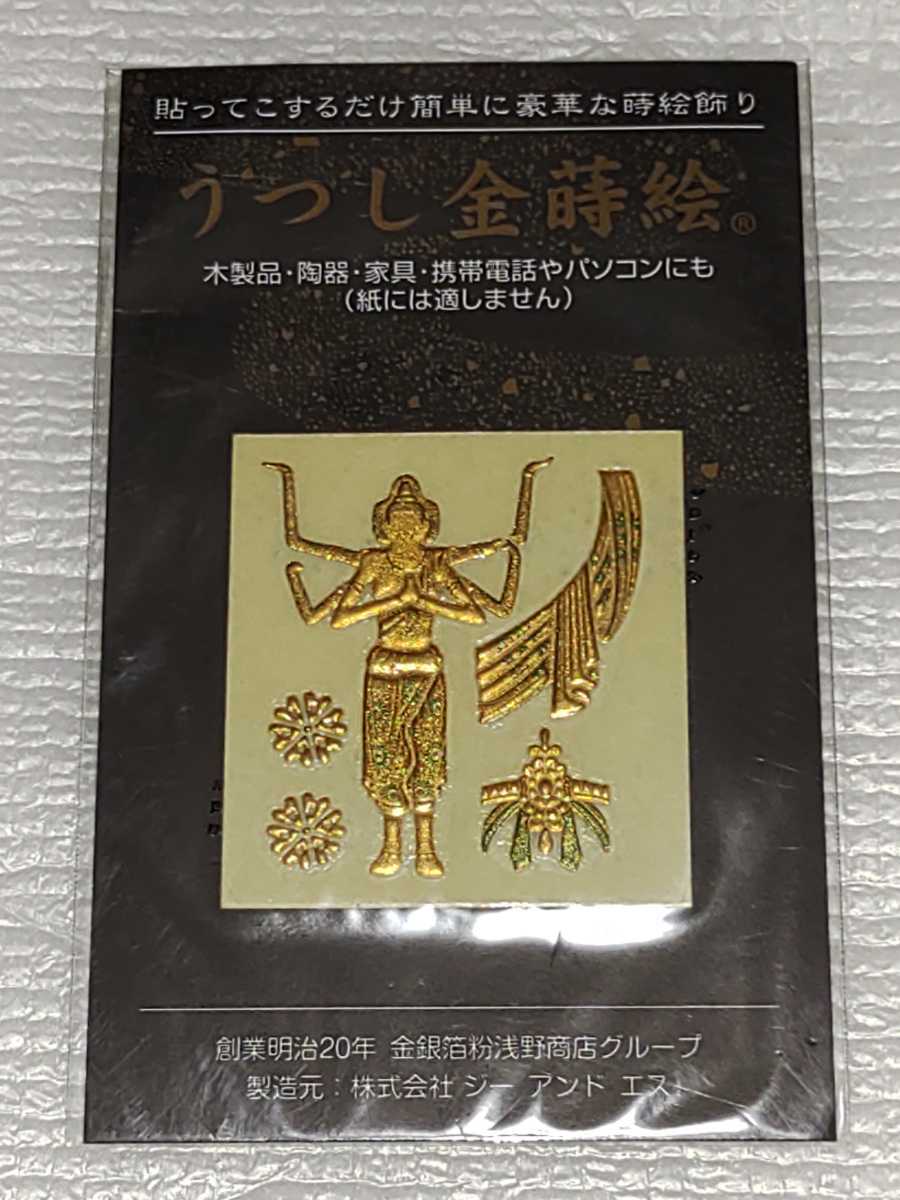 貼ってこするだけ簡単に豪華な蒔絵飾り
うつし金蒔絵®
木製品・陶器・家具・携帯電話やパソコンにも
（紙には適しません）
創業明治20年 金銀箔粉浅野商店グループ
製造元：株式会社 ジー アンド エス